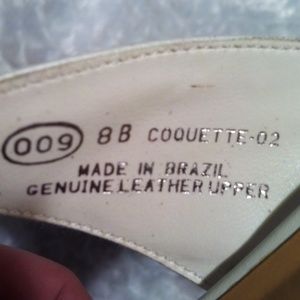 009 8B COQUETTE-02
MADE IN BRAZIL
GENUINE LEATHER UPPER